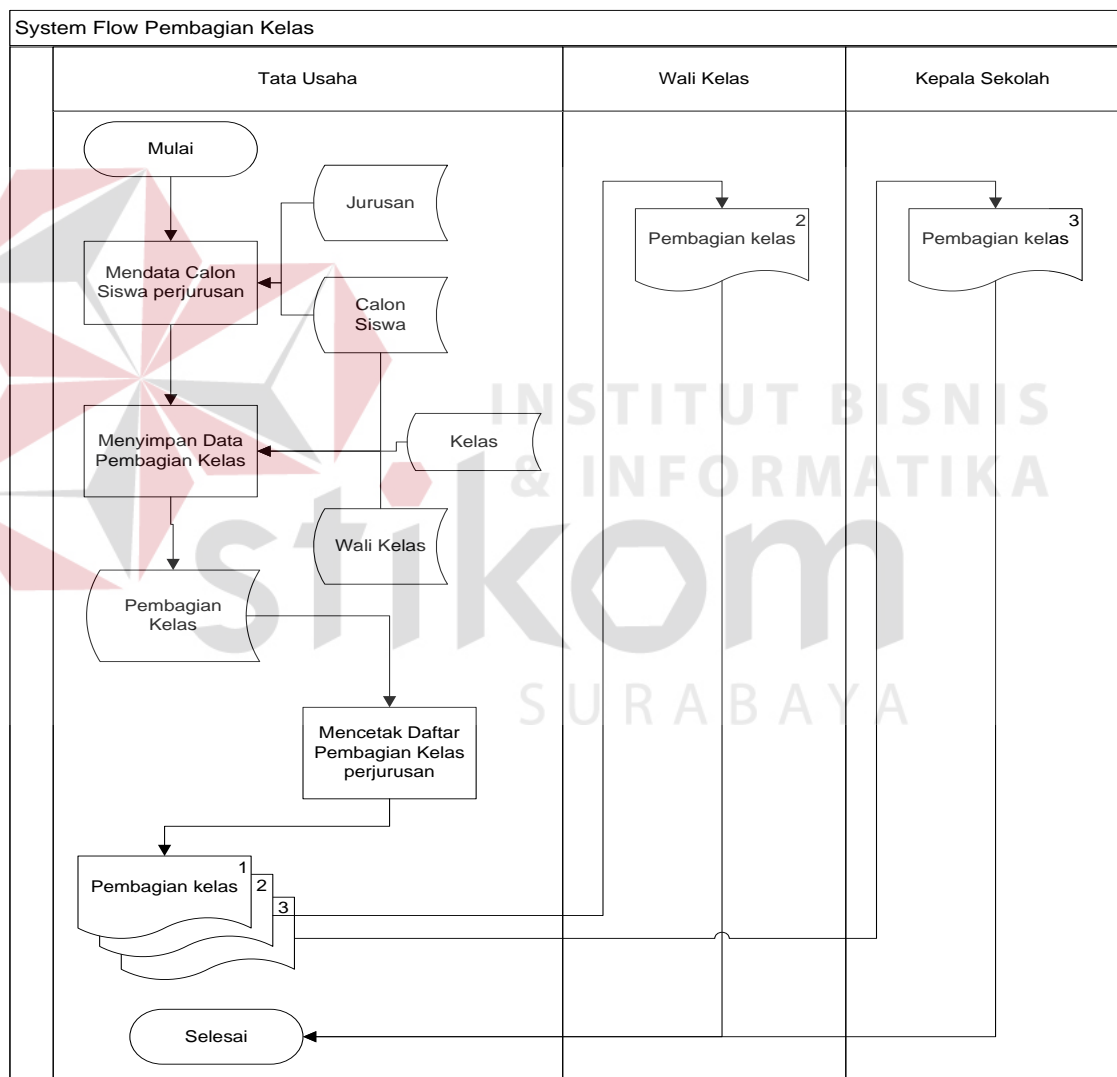 System Flow Pembagian Kelas
Tata Usaha
Wali Kelas
Kepala Sekolah
Mulai
Jurusan
Mendata Calon
Siswa perjurusan
Calon
Siswa
2
Pembagian kelas
3
Pembagian kelas
Menyimpan Data
Pembagian Kelas
Kelas
Wali Kelas
Pembagian
Kelas
Mencetak Daftar
Pembagian Kelas
perjurusan
1
Pembagian kelas
2
3
Selesai
INSTITUT BISNIS
& INFORMATIKA
stikom
SURABAYA